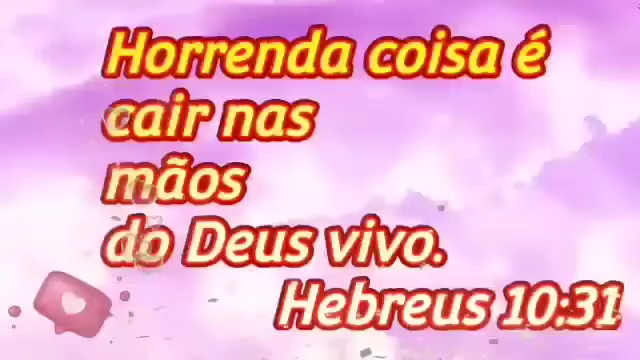 Horrenda coisa é
cair nas
mãos
do Deus vivo.
Hebreus 10:31